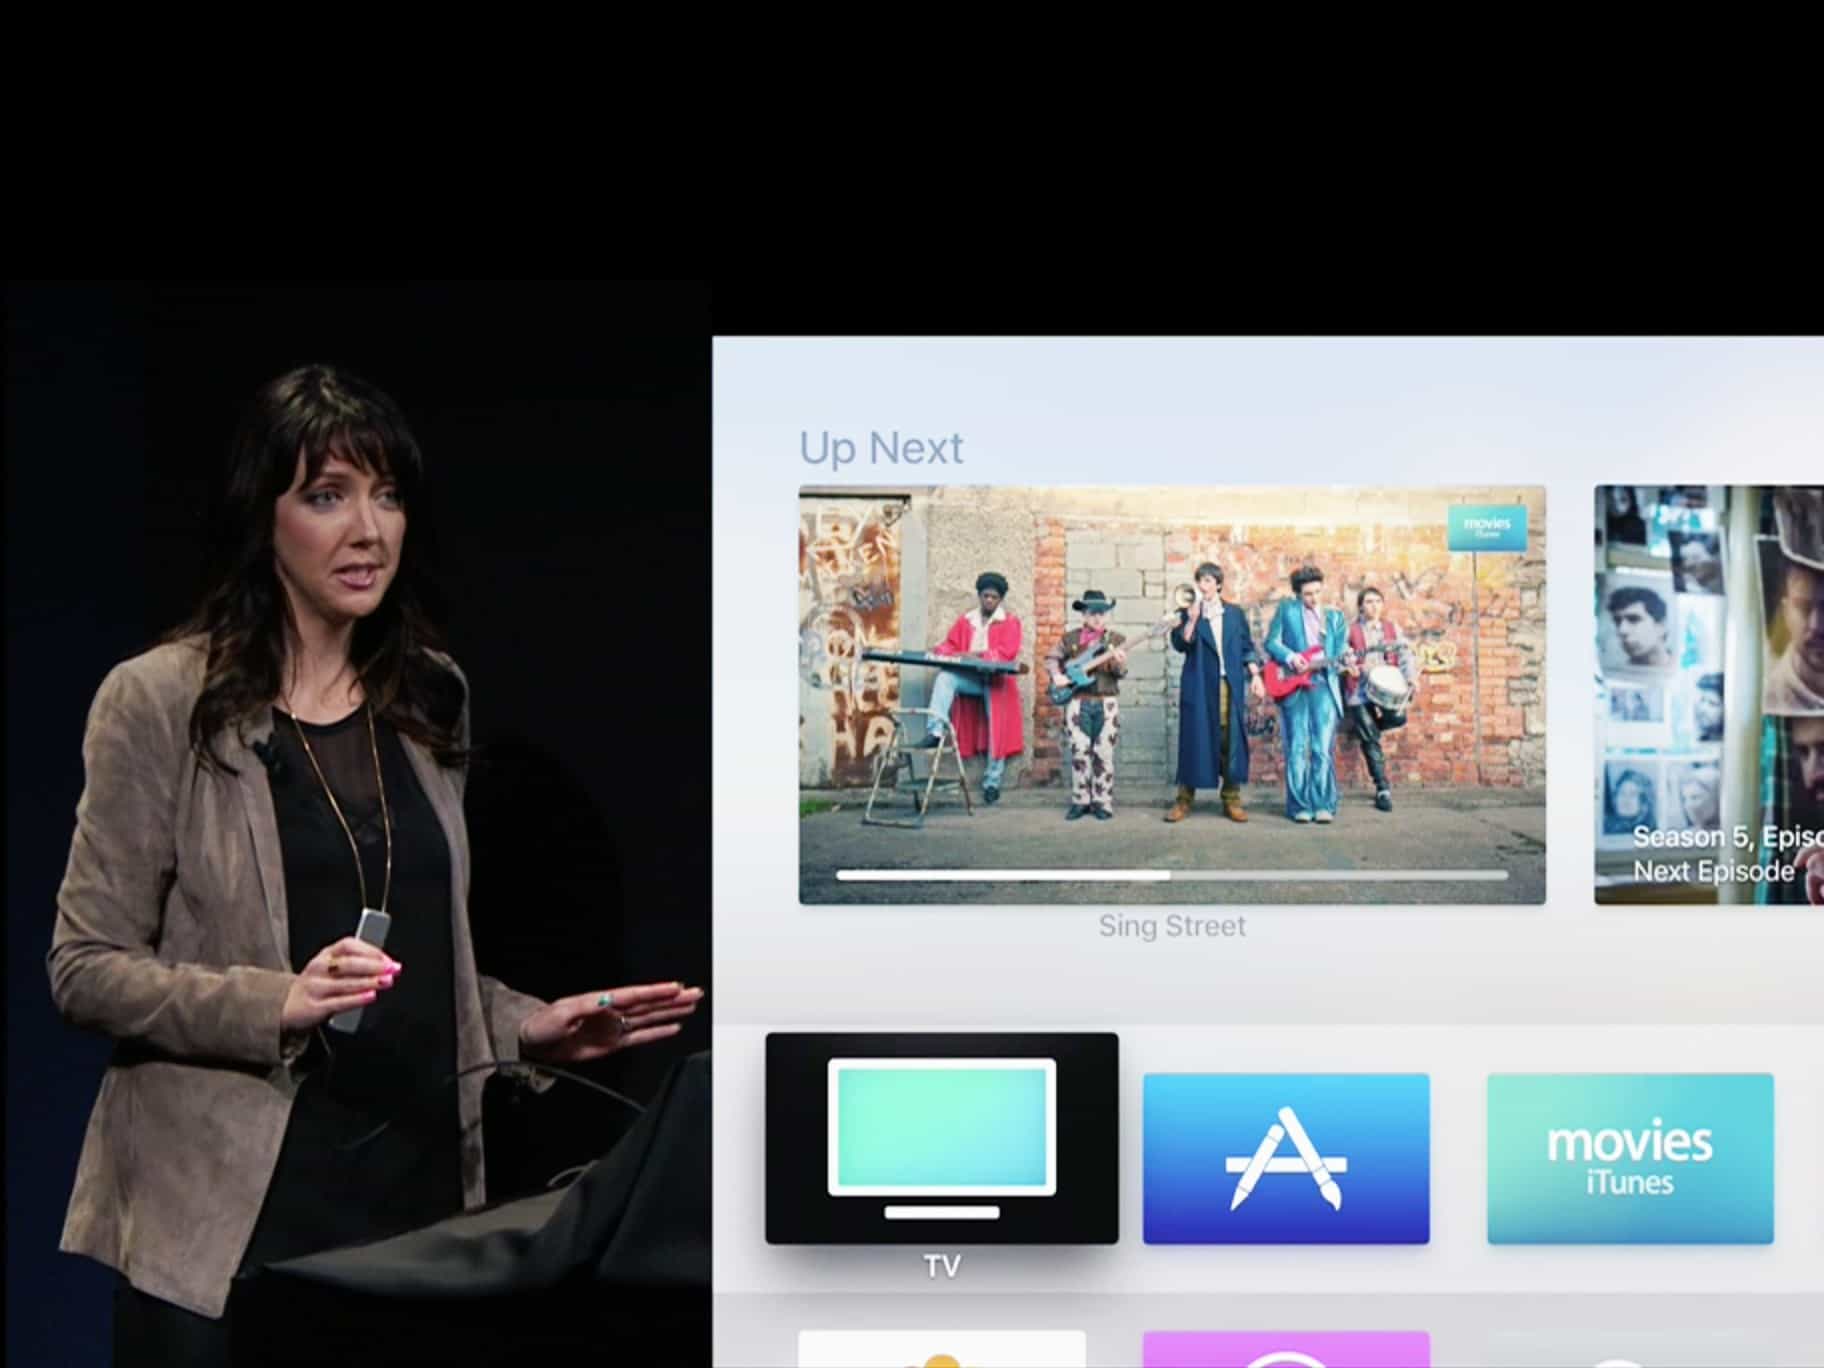 Up Next
movies
iTunes
Season 5, Episo
Next Episode
Sing Street
TV
movies
iTunes